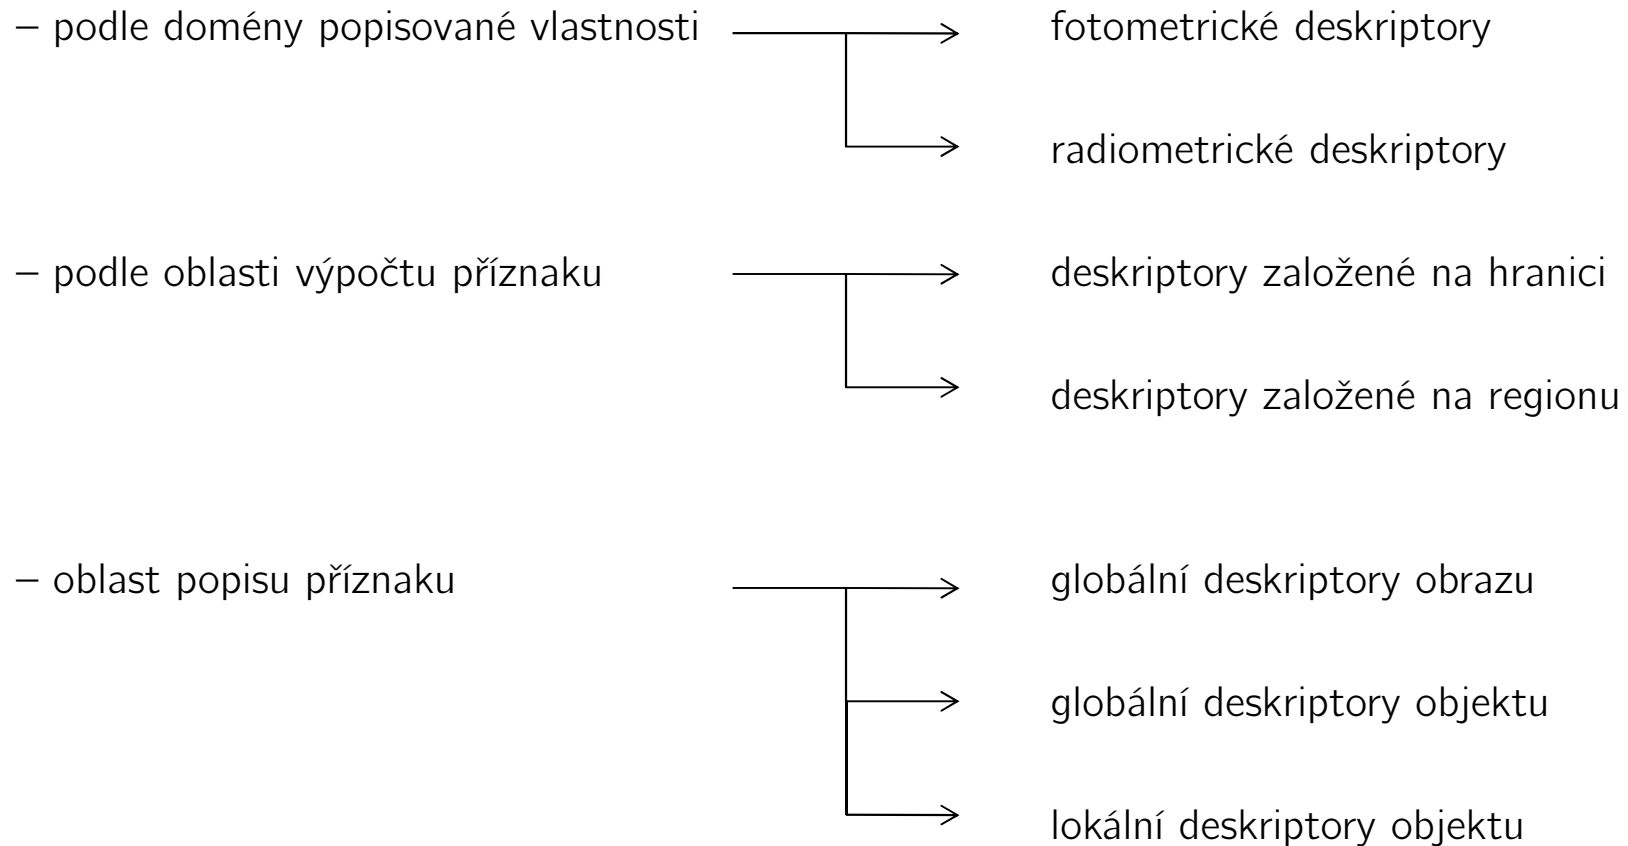 – podle domény popisované vlastnosti
fotometrické deskriptory
radiometrické deskriptory
– podle oblasti výpočtu příznaku
deskriptory založené na hranici
deskriptory založené na regionu
– oblast popisu příznaku
globální deskriptory obrazu
globální deskriptory objektu
lokální deskriptory objektu